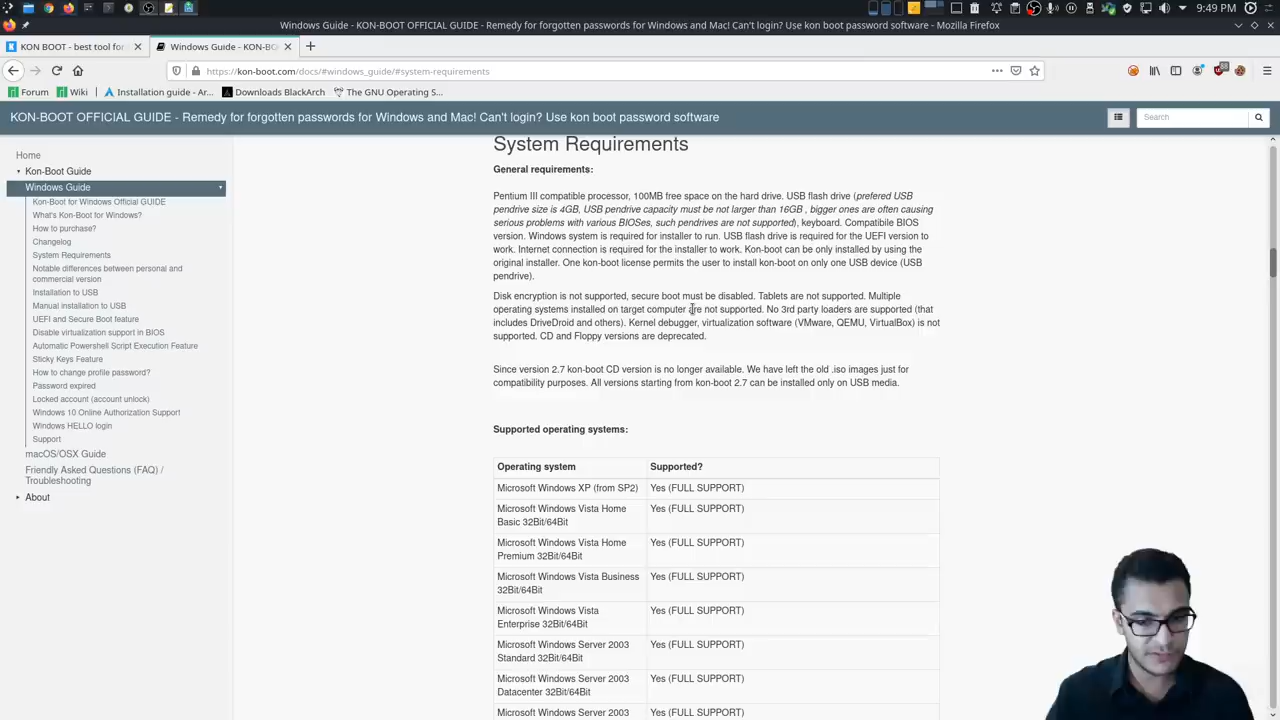 9:49 PM
Windows Guide - KON-BOOT OFFICIAL GUIDE - Remedy for forgotten passwords for Windows and Mac! Can't login? Use kon boot password software - Mozilla Firefox
KON BOOT - best tool for
Windows Guide - KON-BO
https://kon-boot.com/docs/#windows_guide/#system-requirements
Forum
Wiki
Installation guide - Ar...
Downloads BlackArch
The GNU Operating S...
KON-BOOT OFFICIAL GUIDE - Remedy for forgotten passwords for Windows and Mac! Can't login? Use kon boot password software
Search
Home
Kon-Boot Guide
Windows Guide
Kon-Boot for Windows Official GUIDE
What's Kon-Boot for Windows?
How to purchase?
Changelog
System Requirements
Notable differences between personal and
commercial version
Installation to USB
Manual installation to USB
UEFI and Secure Boot feature
Disable virtualization support in BIOS
Automatic Powershell Script Execution Feature
Sticky Keys Feature
How to change profile password?
Password expired
Locked account (account unlock)
Windows 10 Online Authorization Support
Windows HELLO login
Support
macOS/OSX Guide
Friendly Asked Questions (FAQ) /
Troubleshooting
About
System Requirements
General requirements:
Pentium III compatible processor, 100MB free space on the hard drive. USB flash drive (prefered USB
pendrive size is 4GB, USB pendrive capacity must be not larger than 16GB , bigger ones are often causing
serious problems with various BIOSes, such pendrives are not supported), keyboard. Compatibile BIOS
version. Windows system is required for installer to run. USB flash drive is required for the UEFI version to
work. Internet connection is required for the installer to work. Kon-boot can be only installed by using the
original installer. One kon-boot license permits the user to install kon-boot on only one USB device (USB
pendrive).
Disk encryption is not supported, secure boot must be disabled. Tablets are not supported. Multiple
operating systems installed on target computer are not supported. No 3rd party loaders are supported (that
includes DriveDroid and others). Kernel debugger, virtualization software (VMware, QEMU, VirtualBox) is not
supported. CD and Floppy versions are deprecated.
Since version 2.7 kon-boot CD version is no longer available. We have left the old .iso images just for
compatibility purposes. All versions starting from kon-boot 2.7 can be installed only on USB media.
Supported operating systems:
Operating system Supported?
Microsoft Windows XP (from SP2) Yes (FULL SUPPORT)
Microsoft Windows Vista Home Yes (FULL SUPPORT)
Basic 32Bit/64Bit
Microsoft Windows Vista Home Yes (FULL SUPPORT)
Premium 32Bit/64Bit
Microsoft Windows Vista Business Yes (FULL SUPPORT)
32Bit/64Bit
Microsoft Windows Vista Yes (FULL SUPPORT)
Enterprise 32Bit/64Bit
Microsoft Windows Server 2003 Yes (FULL SUPPORT)
Standard 32Bit/64Bit
Microsoft Windows Server 2003 Yes (FULL SUPPORT)
Datacenter 32Bit/64Bit
Microsoft Windows Server 2003 Yes (FULL SUPPORT)